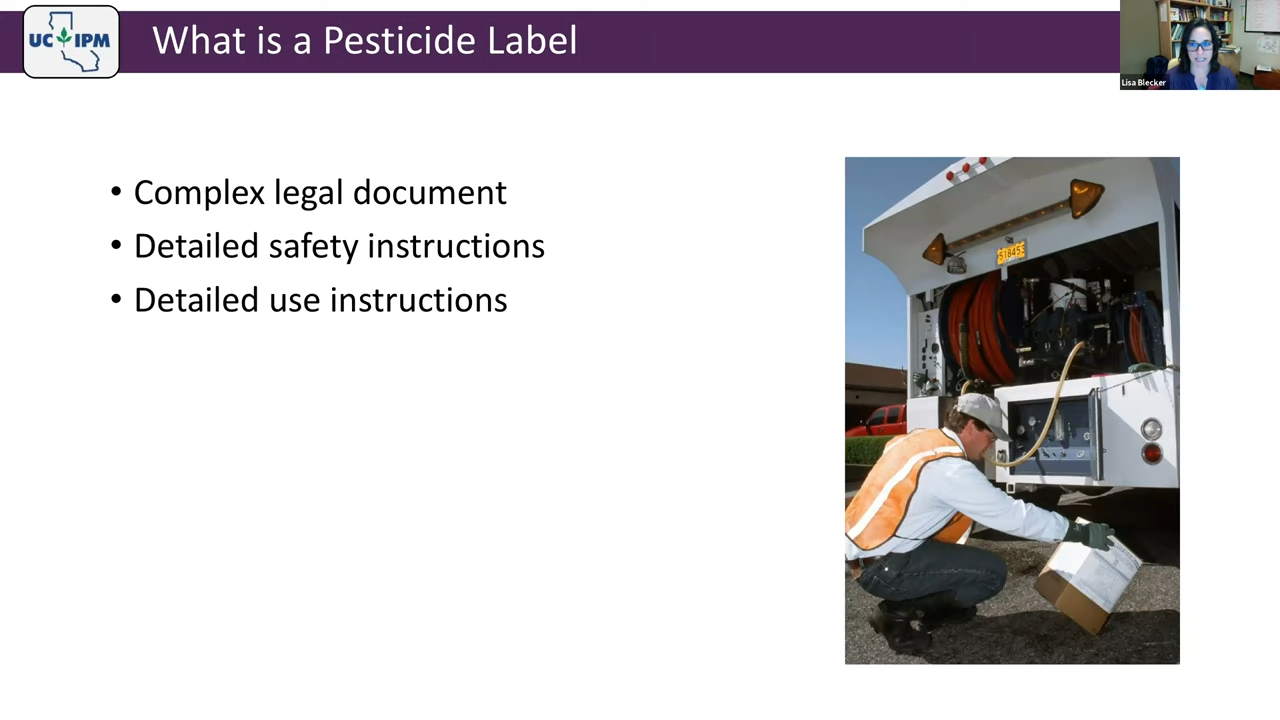 UC IPM
What is a Pesticide Label
Lisa Blecker
• Complex legal document
• Detailed safety instructions
• Detailed use instructions